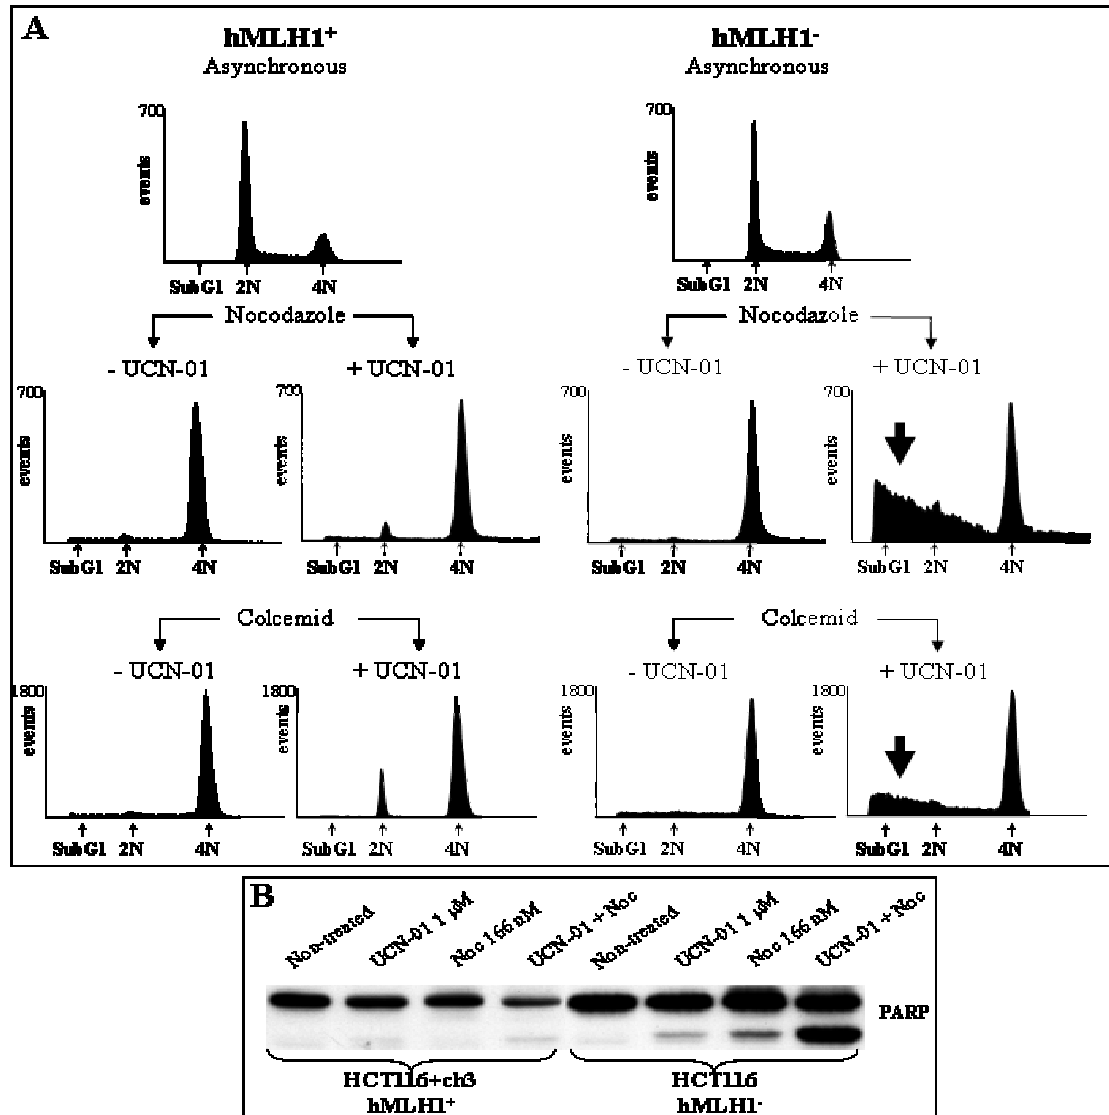 A
hMLH1⁺ hMLH1⁻
Asynchronous Asynchronous
700 700
events events
SubG1 2N 4N SubG1 2N 4N
Nocodazole Nocodazole
- UCN-01 + UCN-01 - UCN-01 + UCN-01
700 700 700 700
events events events events
SubG1 2N 4N SubG1 2N 4N SubG1 2N 4N SubG1 2N 4N
Colcemid Colcemid
- UCN-01 + UCN-01 - UCN-01 + UCN-01
1800 1800 1800 1800
events events events events
SubG1 2N 4N SubG1 2N 4N SubG1 2N 4N SubG1 2N 4N
B
Non-treated UCN-01 1 µM Noc 166 nM UCN-01 + Noc Non-treated UCN-01 1 µM Noc 166 nM UCN-01 + Noc
PARP
HCT116+ch3 HCT116
hMLH1⁺ hMLH1⁻